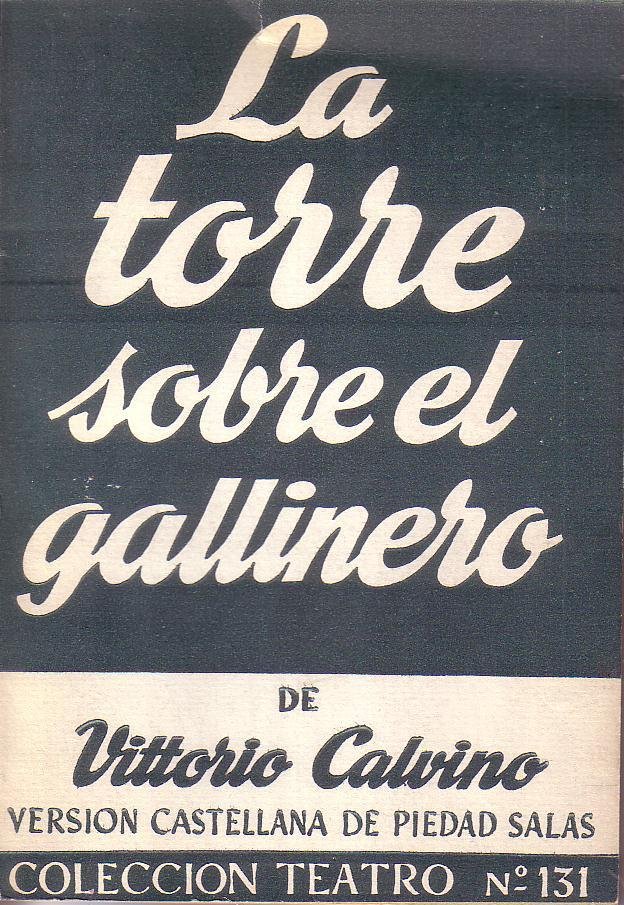 La
torre
sobre el
gallinero
DE
Vittorio Calvino
VERSION CASTELLANA DE PIEDAD SALAS
COLECCION TEATRO Nº 131